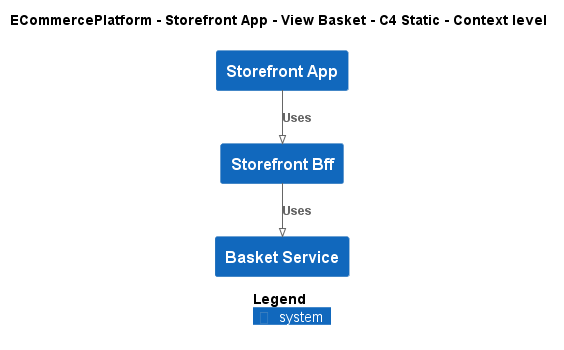 ECommercePlatform - Storefront App - View Basket - C4 Static - Context level
Storefront App
Uses
Storefront Bff
Uses
Basket Service
Legend
system